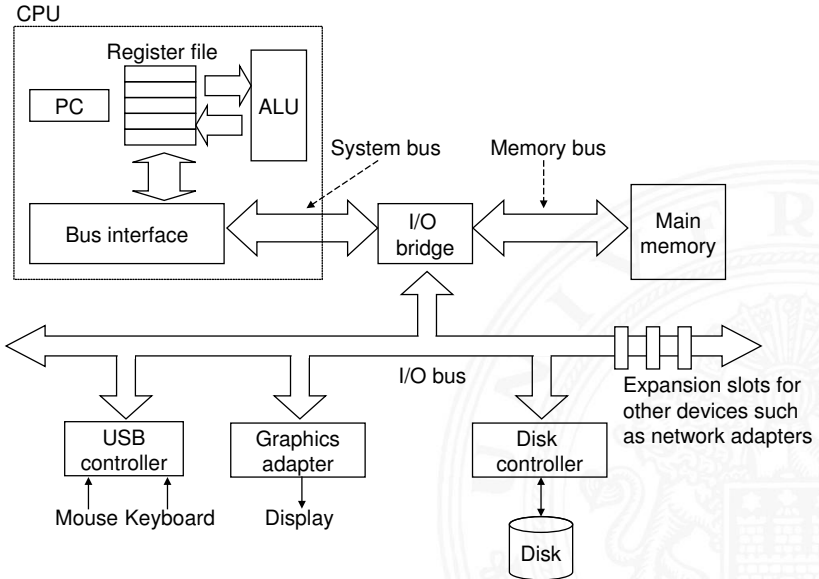 CPU
Register file
PC
ALU
System bus
Memory bus
Bus interface
I/O
bridge
Main
memory
I/O bus
Expansion slots for
other devices such
as network adapters
USB
controller
Graphics
adapter
Disk
controller
Mouse Keyboard
Display
Disk